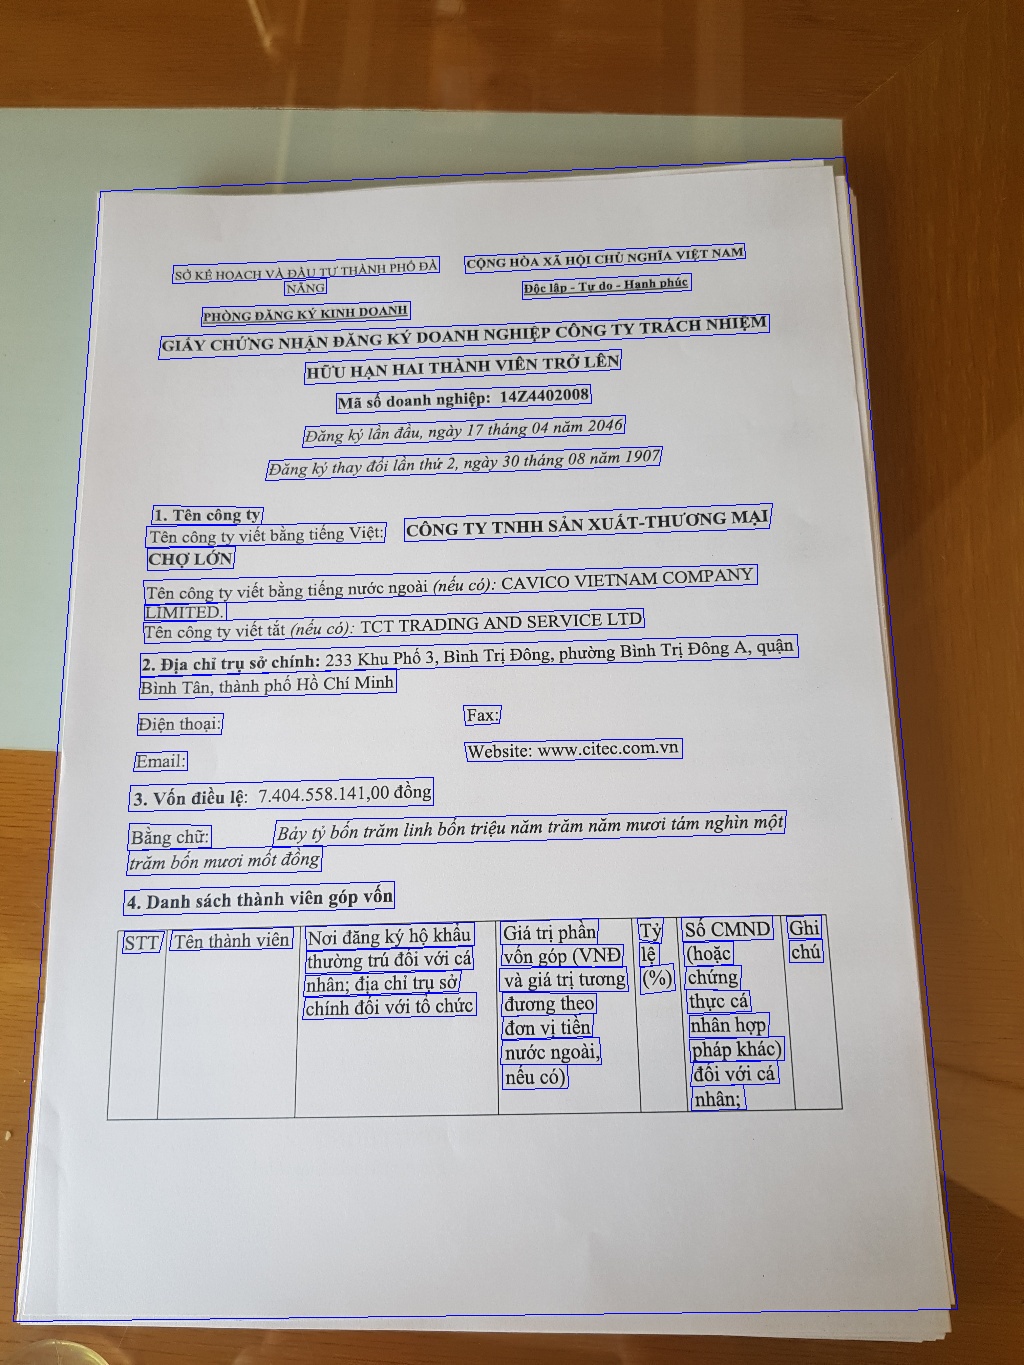 SỞ KẾ HOẠCH VÀ ĐẦU TƯ THÀNH PHỐ ĐÀ
NẴNG
CỘNG HÒA XÃ HỘI CHỦ NGHĨA VIỆT NAM
Độc lập - Tự do - Hạnh phúc
PHÒNG ĐĂNG KÝ KINH DOANH
GIẤY CHỨNG NHẬN ĐĂNG KÝ DOANH NGHIỆP CÔNG TY TRÁCH NHIỆM
HỮU HẠN HAI THÀNH VIÊN TRỞ LÊN
Mã số doanh nghiệp: 14Z4402008
Đăng ký lần đầu, ngày 17 tháng 04 năm 2046
Đăng ký thay đổi lần thứ 2, ngày 30 tháng 08 năm 1907
1. Tên công ty
Tên công ty viết bằng tiếng Việt: CÔNG TY TNHH SẢN XUẤT-THƯƠNG MẠI
CHỢ LỚN
Tên công ty viết bằng tiếng nước ngoài (nếu có): CAVICO VIETNAM COMPANY
LIMITED.
Tên công ty viết tắt (nếu có): TCT TRADING AND SERVICE LTD
2. Địa chỉ trụ sở chính: 233 Khu Phố 3, Bình Trị Đông, phường Bình Trị Đông A, quận
Bình Tân, thành phố Hồ Chí Minh
Điện thoại: Fax:
Email: Website: www.citec.com.vn
3. Vốn điều lệ: 7.404.558.141,00 đồng
Bằng chữ: Bảy tỷ bốn trăm linh bốn triệu năm trăm năm mươi tám nghìn một
trăm bốn mươi mốt đồng
4. Danh sách thành viên góp vốn
STT
Tên thành viên
Nơi đăng ký hộ khẩu
thường trú đối với cá
nhân; địa chỉ trụ sở
chính đối với tổ chức
Giá trị phần
vốn góp (VNĐ
và giá trị tương
đương theo
đơn vị tiền
nước ngoài,
nếu có)
Tỷ
lệ
(%)
Số CMND
(hoặc
chứng
thực cá
nhân hợp
pháp khác)
đối với cá
nhân;
Ghi
chú